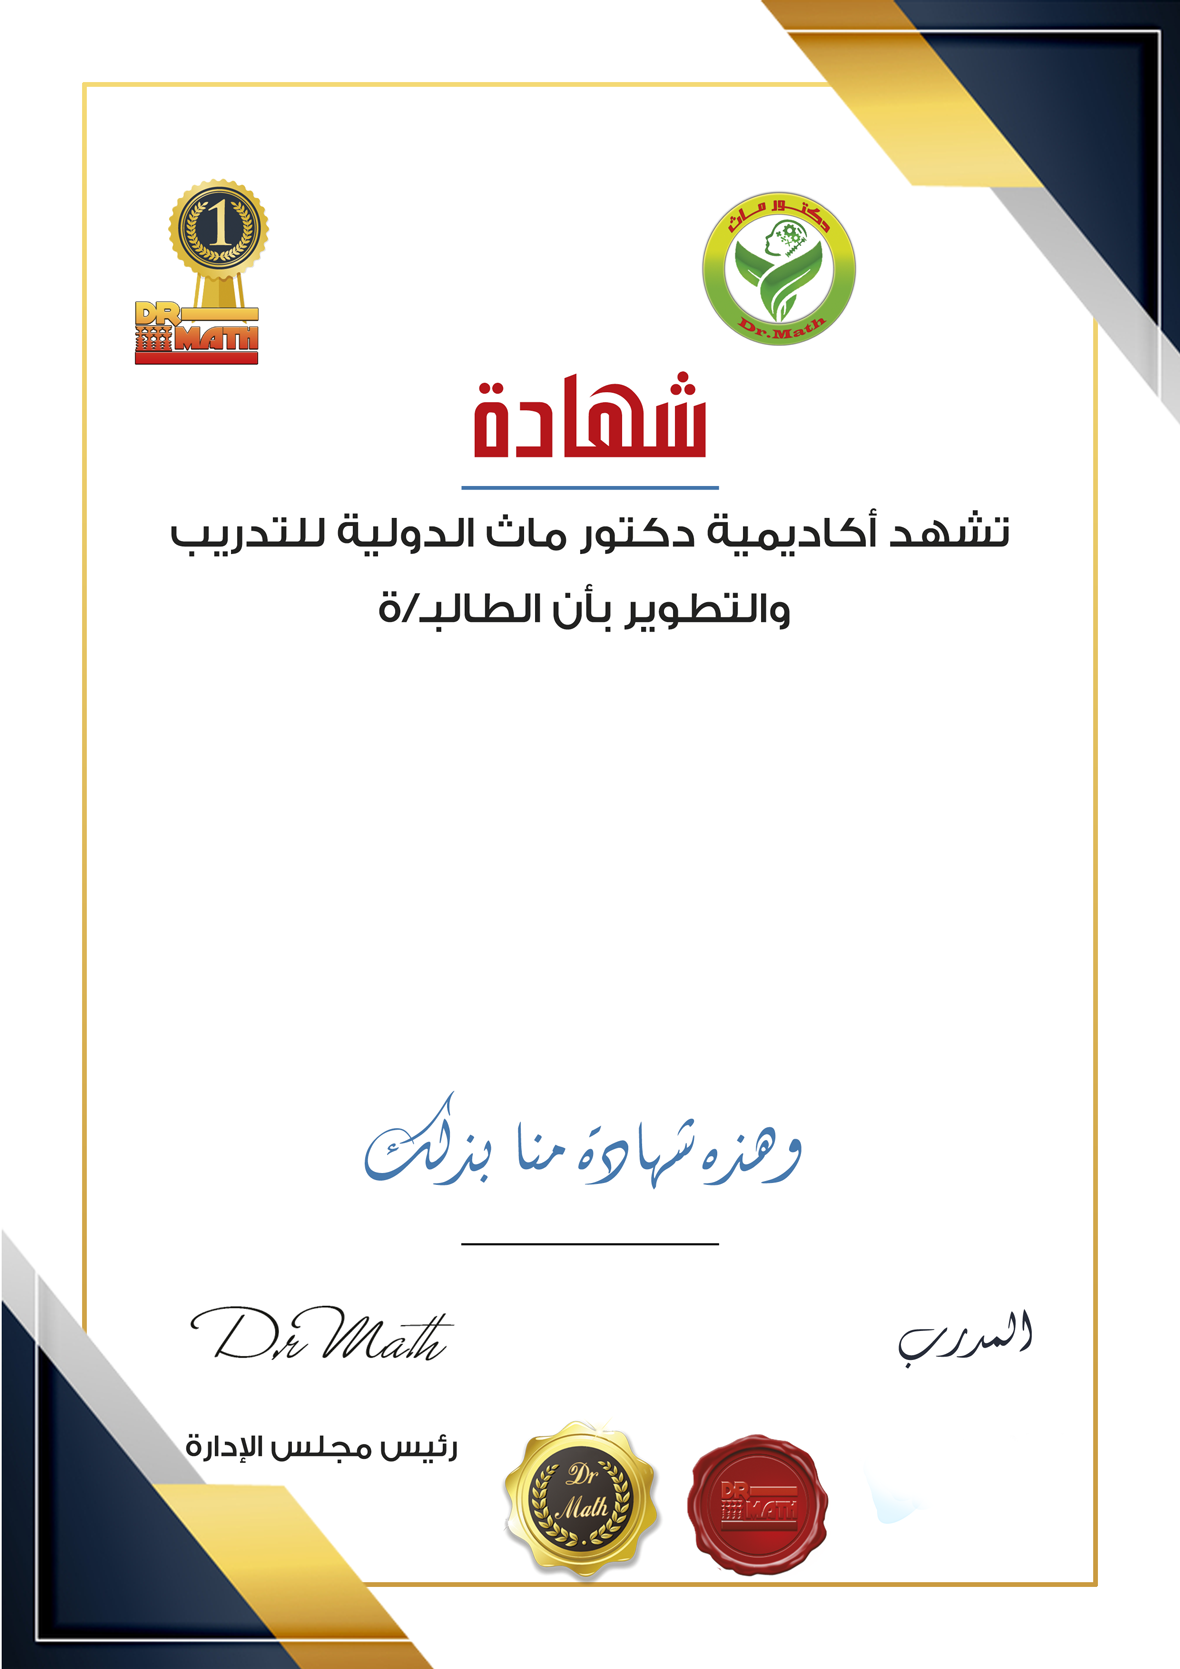 1
DR
MATH
دكتور ماث
Dr.Math
شهادة
تشهد أكاديمية دكتور ماث الدولية للتدريب
والتطوير بأن الطالبـ/ة
وهذه شهادة منا بذلك
المدرب
Dr Math
رئيس مجلس الإدارة
Dr
Math
DR
MATH